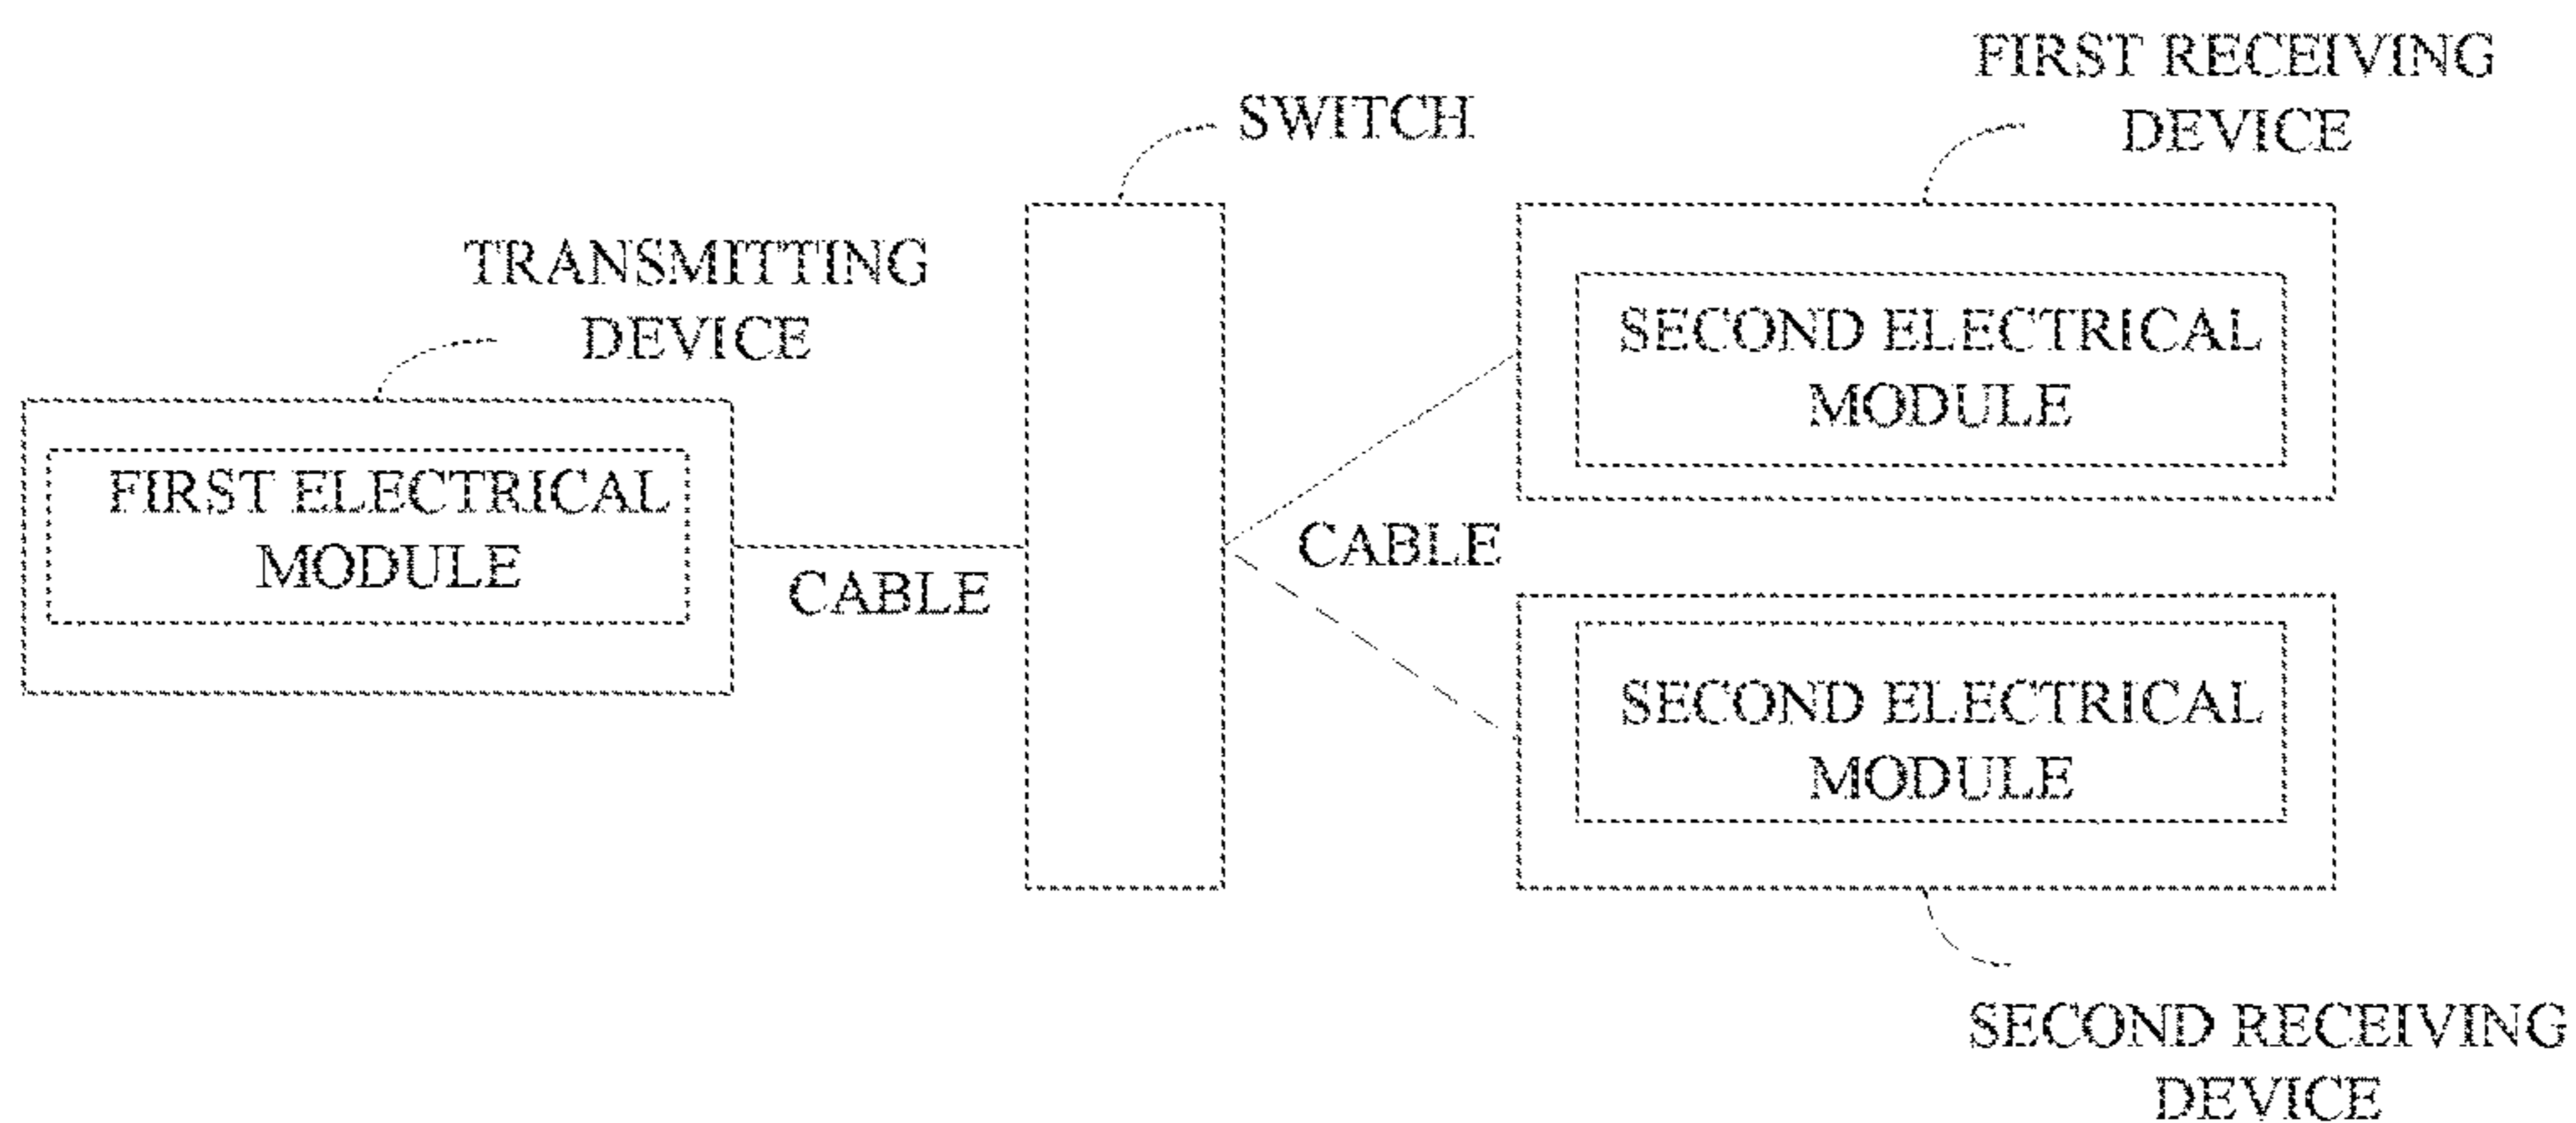 FIRST RECEIVING
DEVICE
SWITCH
TRANSMITTING
DEVICE
SECOND ELECTRICAL
MODULE
FIRST ELECTRICAL
MODULE
CABLE
CABLE
SECOND ELECTRICAL
MODULE
SECOND RECEIVING
DEVICE